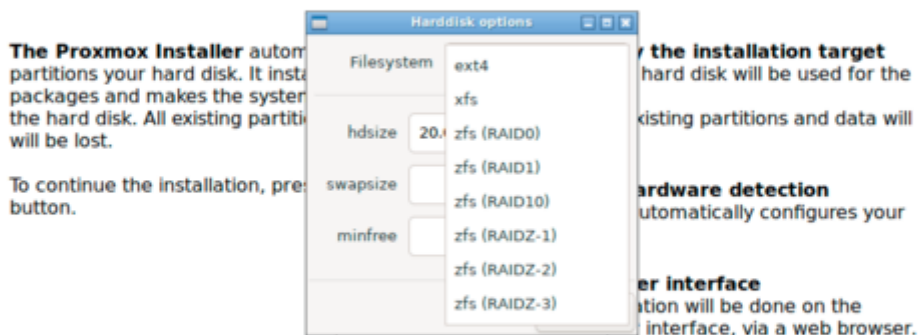 Harddisk options
The Proxmox Installer autom
partitions your hard disk. It insta
packages and makes the system
the hard disk. All existing partiti
will be lost.
To continue the installation, pres
button.
Filesystem
hdsize 20.
swapsize
minfree
ext4
xfs
zfs (RAID0)
zfs (RAID1)
zfs (RAID10)
zfs (RAIDZ-1)
zfs (RAIDZ-2)
zfs (RAIDZ-3)
y the installation target
hard disk will be used for the
xisting partitions and data will
ardware detection
utomatically configures your
er interface
ation will be done on the
interface, via a web browser.